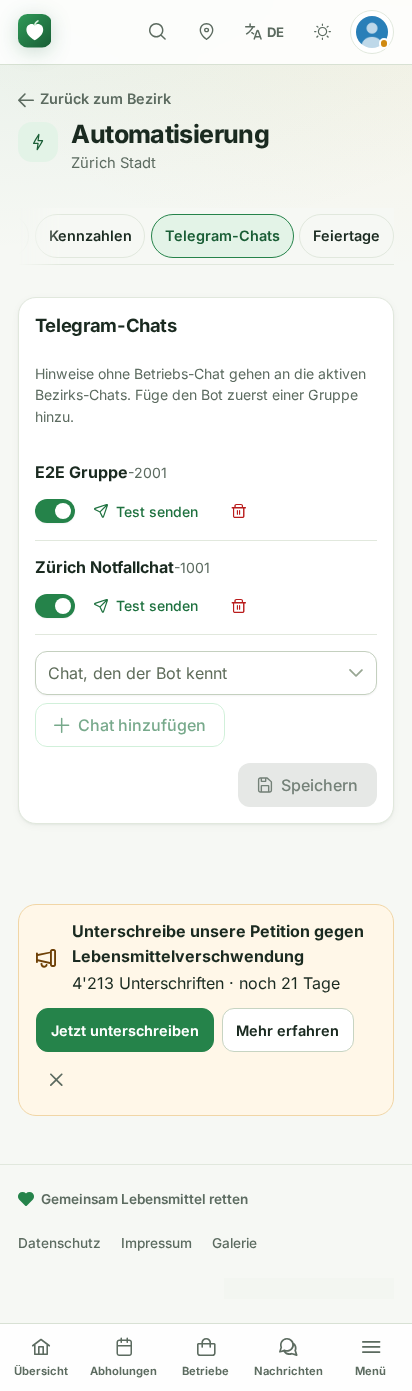 DE
Zurück zum Bezirk
Automatisierung
Zürich Stadt
Kennzahlen
Telegram-Chats
Feiertage
Telegram-Chats
Hinweise ohne Betriebs-Chat gehen an die aktiven
Bezirks-Chats. Füge den Bot zuerst einer Gruppe
hinzu.
E2E Gruppe-2001
Test senden
Zürich Notfallchat-1001
Test senden
Chat, den der Bot kennt
Chat hinzufügen
Speichern
Unterschreibe unsere Petition gegen
Lebensmittelverschwendung
4'213 Unterschriften · noch 21 Tage
Jetzt unterschreiben
Mehr erfahren
Gemeinsam Lebensmittel retten
Datenschutz
Impressum
Galerie
Übersicht
Abholungen
Betriebe
Nachrichten
Menü